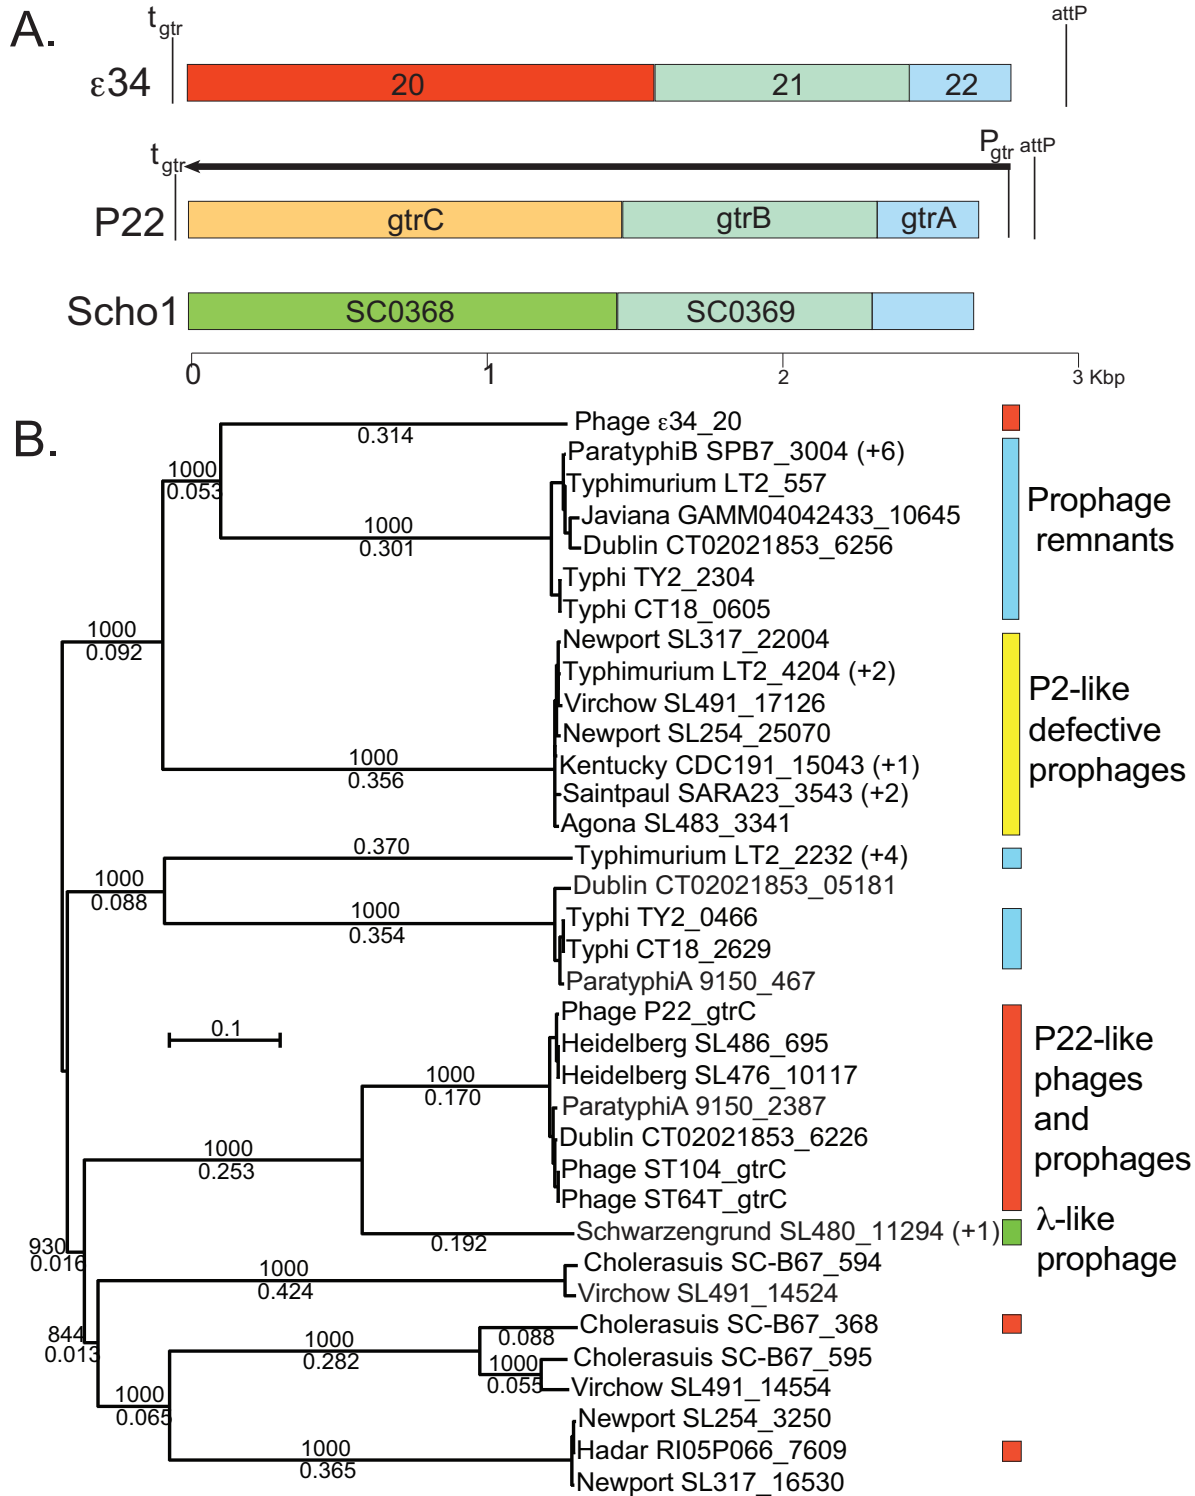 A.
t gtr
attP
ε34
20
21
22
t gtr
P gtr
attP
P22
gtrC
gtrB
gtrA
Scho1
SC0368
SC0369
0
1
2
3 Kbp
B.
Phage ε34_20
0.314
1000
0.053
ParatyphiB SPB7_3004 (+6)
Typhimurium LT2_557
Javiana GAMM04042433_10645
1000
0.301
Dublin CT02021853_6256
Typhi TY2_2304
Typhi CT18_0605
Prophage
remnants
1000
0.092
Newport SL317_22004
Typhimurium LT2_4204 (+2)
Virchow SL491_17126
Newport SL254_25070
1000
0.356
Kentucky CDC191_15043 (+1)
Saintpaul SARA23_3543 (+2)
Agona SL483_3341
P2-like
defective
prophages
0.370
Typhimurium LT2_2232 (+4)
1000
0.088
Dublin CT02021853_05181
1000
0.354
Typhi TY2_0466
Typhi CT18_2629
ParatyphiA 9150_467
0.1
Phage P22_gtrC
Heidelberg SL486_695
Heidelberg SL476_10117
1000
0.170
ParatyphiA 9150_2387
Dublin CT02021853_6226
Phage ST104_gtrC
Phage ST64T_gtrC
P22-like
phages
and
prophages
1000
0.253
0.192
Schwarzengrund SL480_11294 (+1)
λ-like
prophage
930
0.016
Cholerasuis SC-B67_594
1000
0.424
Virchow SL491_14524
844
0.013
Cholerasuis SC-B67_368
0.088
1000
0.282
Cholerasuis SC-B67_595
1000
0.055
Virchow SL491_14554
1000
0.065
Newport SL254_3250
Hadar RI05P066_7609
1000
0.365
Newport SL317_16530